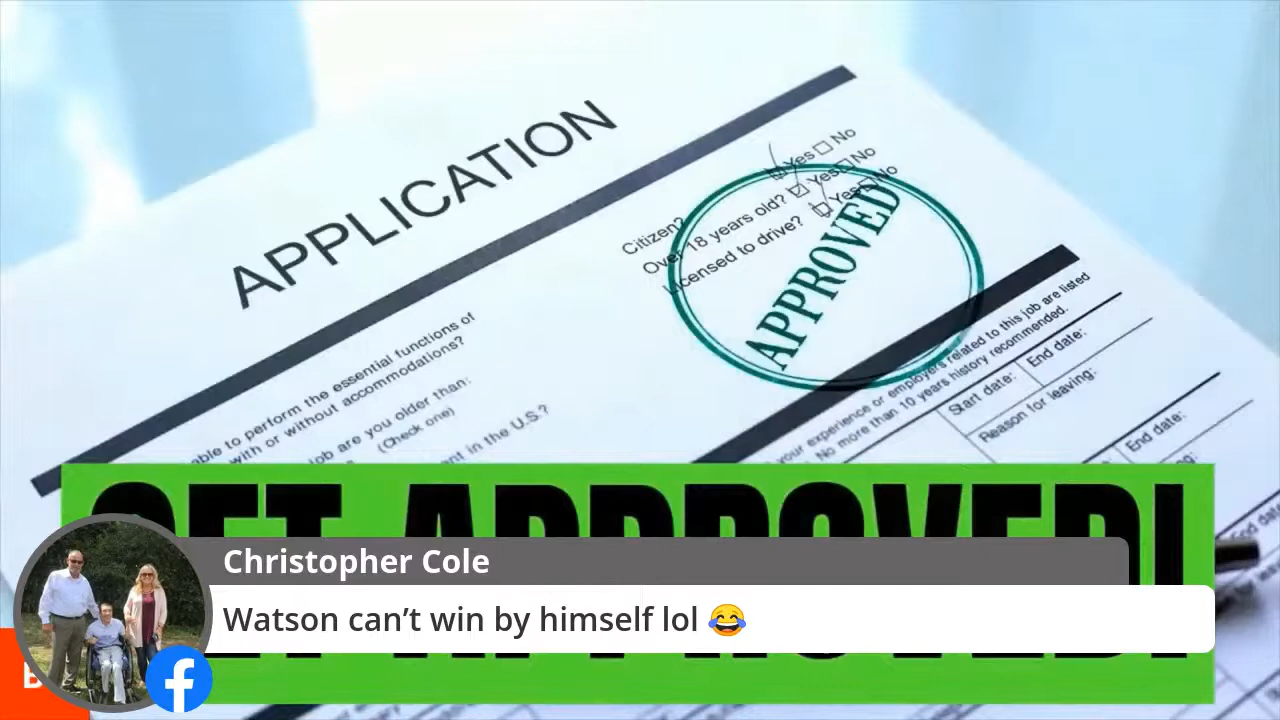 APPLICATION
Citizen?
Yes No
Over 18 years old? Yes No
Licensed to drive? Yes No
APPROVED
able to perform the essential functions of
with or without accommodations?
job are you older than:
(Check one)
ent in the U.S.?
your experience or employers related to this job are listed
No more than 10 years history recommended.
Start date: End date:
Reason for leaving:
End date:
GET APPROVED!
Christopher Cole
Watson can’t win by himself lol 😂
B